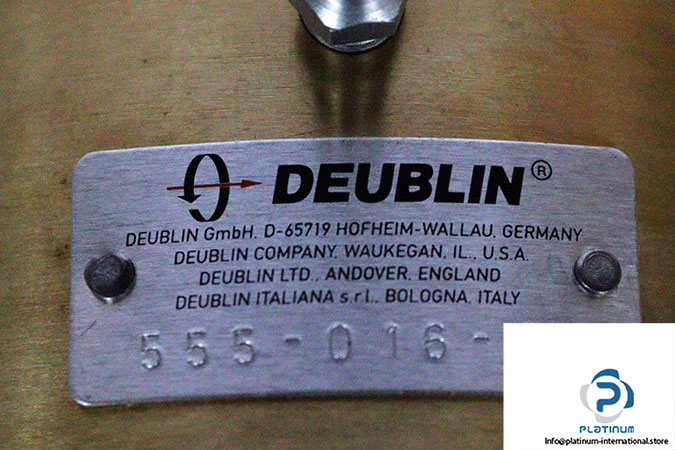 DEUBLIN®
DEUBLIN GmbH, D-65719 HOFHEIM-WALLAU, GERMANY
DEUBLIN COMPANY, WAUKEGAN, IL., U.S.A.
DEUBLIN LTD., ANDOVER, ENGLAND
DEUBLIN ITALIANA s.r.l., BOLOGNA, ITALY
555-016-
PLATINUM
Info@platinum-international.store